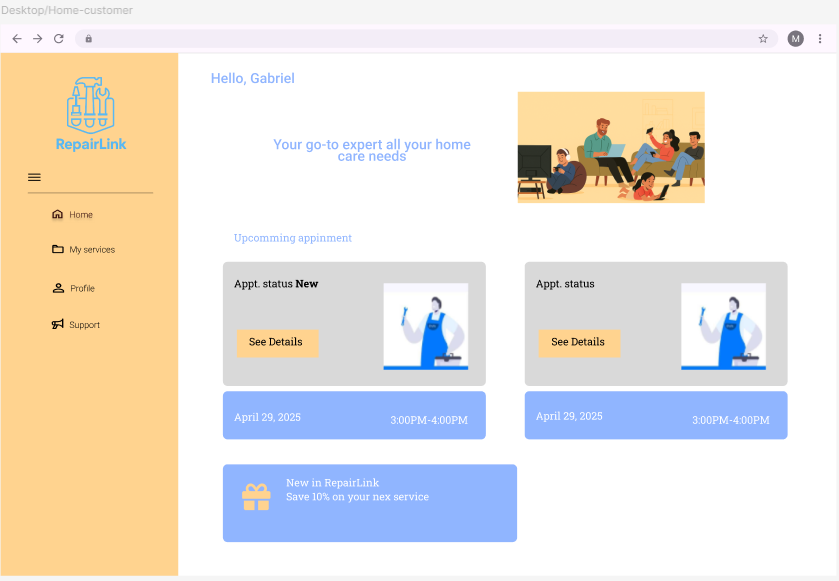 Desktop/Home-customer
M
Hello, Gabriel
RepairLink
Your go-to expert all your home
care needs
Home
My services
Profile
Support
Upcomming appinment
Appt. status New
See Details
April 29, 2025
3:00PM-4:00PM
Appt. status
See Details
April 29, 2025
3:00PM-4:00PM
New in RepairLink
Save 10% on your nex service